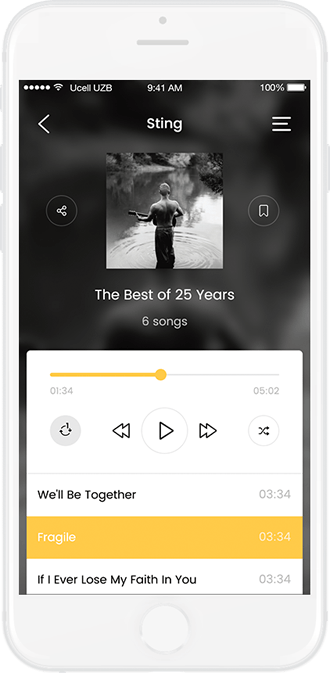 Ucell UZB 9:41 AM 100%
Sting
The Best of 25 Years
6 songs
01:34 05:02
We'll Be Together 03:34
Fragile 03:34
If I Ever Lose My Faith In You 03:34